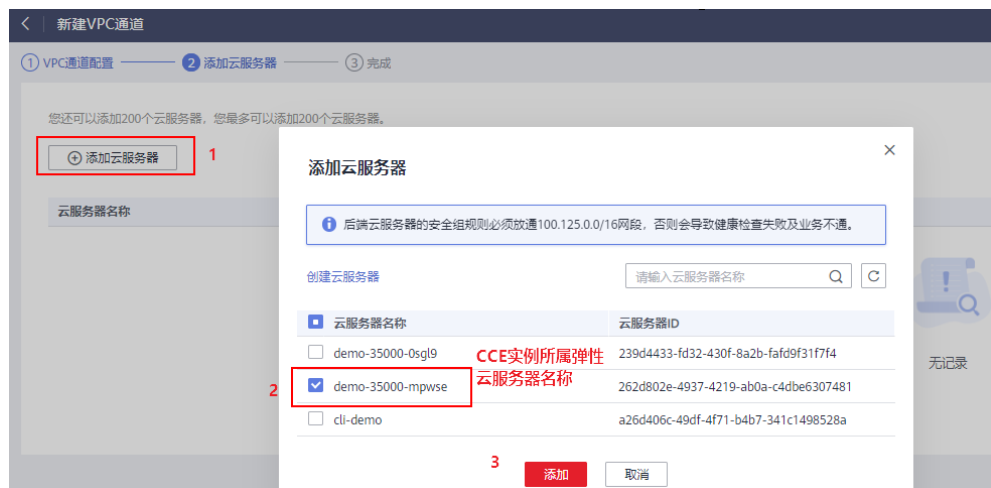 新建VPC通道
1 VPC通道配置 2 添加云服务器 3 完成
您还可以添加200个云服务器，您最多可以添加200个云服务器。
添加云服务器
1
云服务器名称
添加云服务器
后端云服务器的安全组规则必须放通100.125.0.0/16网段，否则会导致健康检查失败及业务不通。
创建云服务器
请输入云服务器名称
云服务器名称 云服务器ID
demo-35000-0sgl9 239d4433-fd32-430f-8a2b-fafd9f31f7f4
CCE实例所属弹性
云服务器名称
2
demo-35000-mpwse 262d802e-4937-4219-ab0a-c4dbe6307481
cli-demo a26d406c-49df-4f71-b4b7-341c1498528a
无记录
3
添加 取消